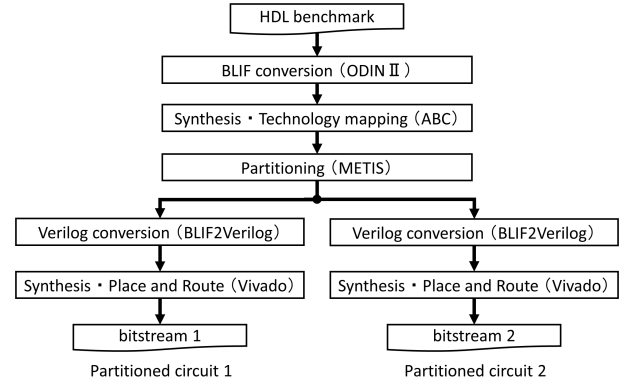 HDL benchmark
BLIF conversion（ODIN Ⅱ）
Synthesis・Technology mapping（ABC）
Partitioning（METIS）
Verilog conversion（BLIF2Verilog）
Verilog conversion（BLIF2Verilog）
Synthesis・Place and Route（Vivado）
Synthesis・Place and Route（Vivado）
bitstream 1
bitstream 2
Partitioned circuit 1
Partitioned circuit 2